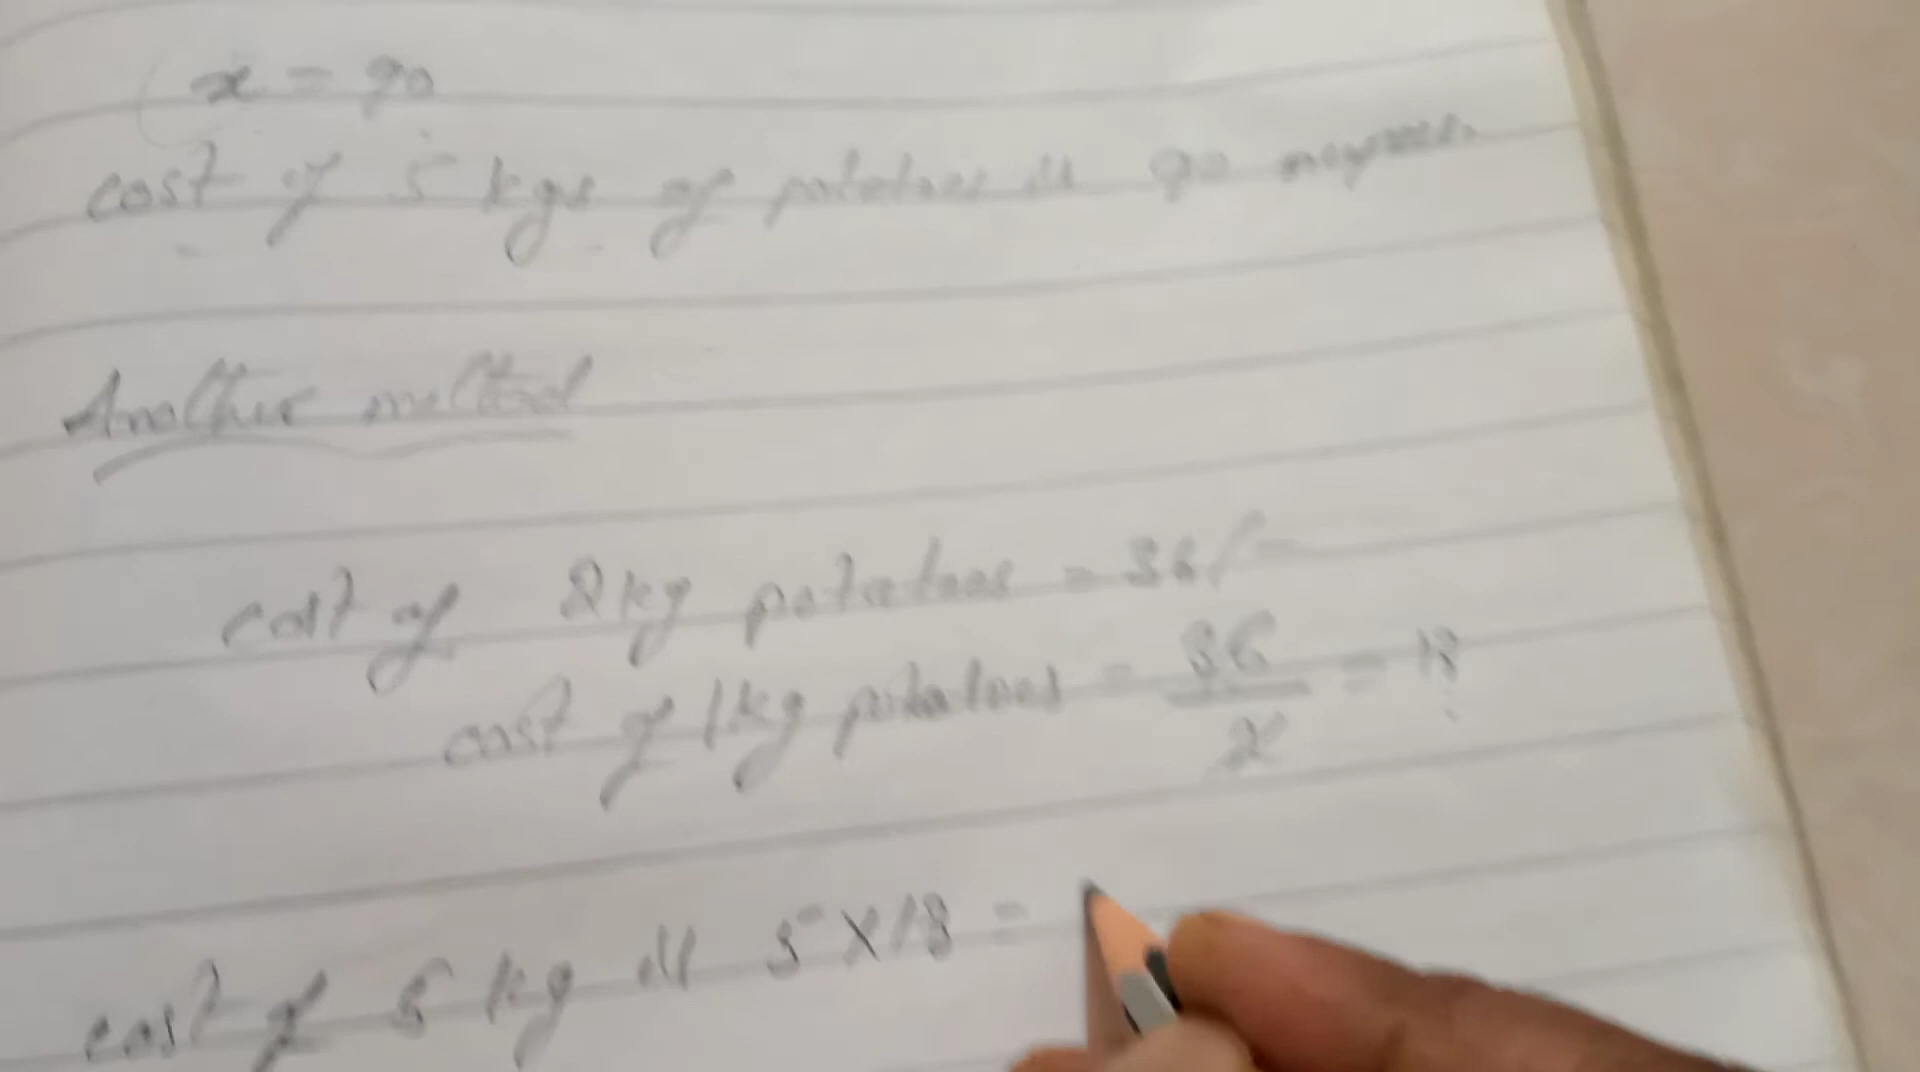 x = 90
cost of 5 kgs of potatoes is 90 rupees.
Another method
cost of 2kg potatoes = 36/-
cost of 1kg potatoes = 36/2 = 18
cost of 5 kg is 5 X 18 =